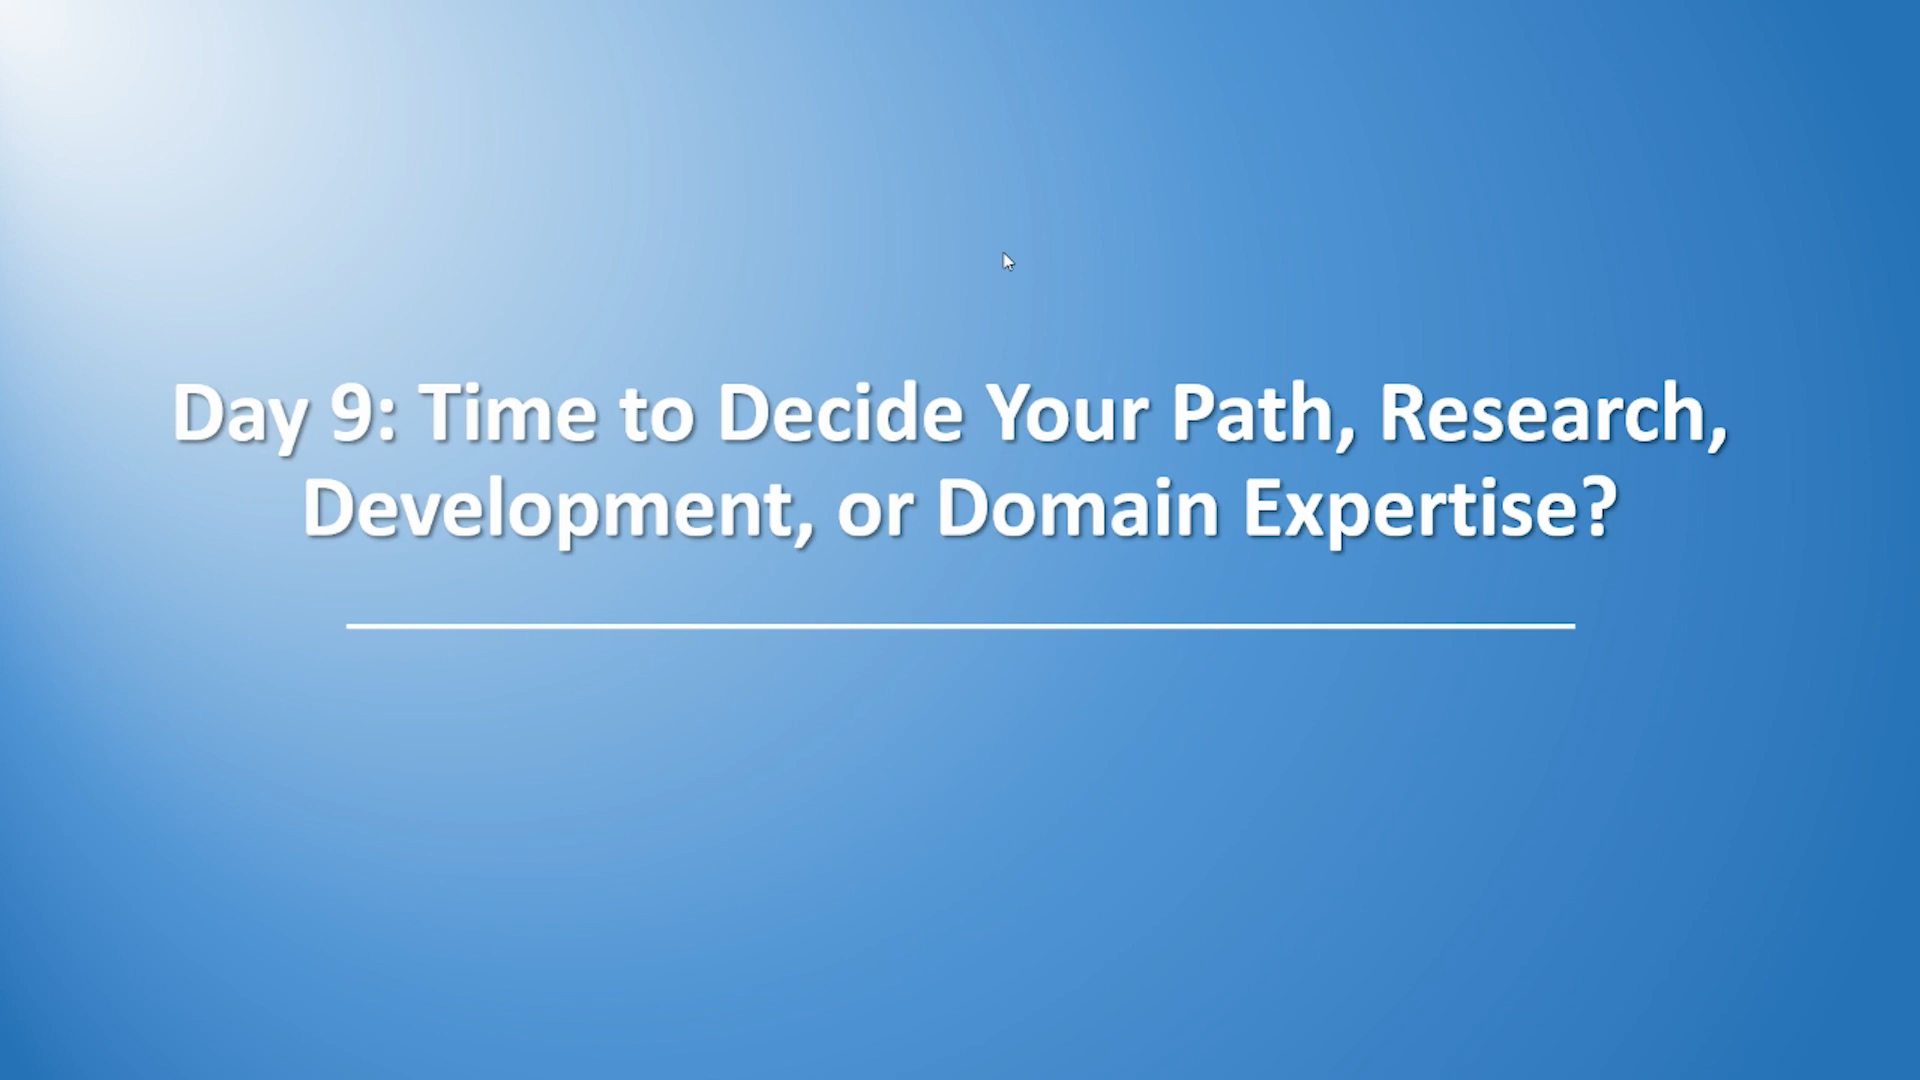 Day 9: Time to Decide Your Path, Research,
Development, or Domain Expertise?